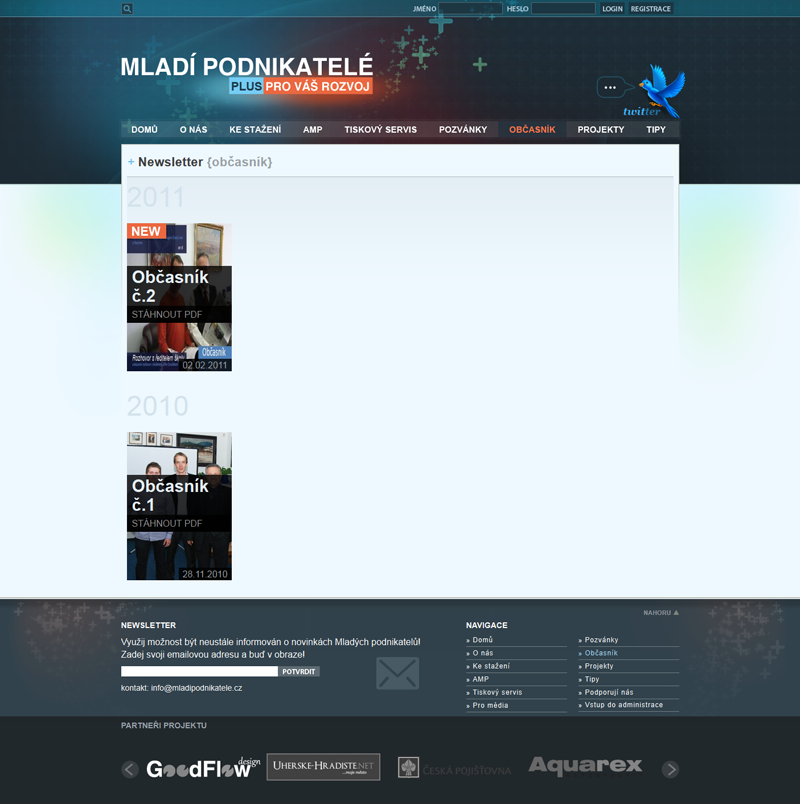 JMÉNO HESLO LOGIN REGISTRACE
MLADÍ PODNIKATELÉ
PLUS PRO VÁŠ ROZVOJ
twitter
DOMŮ O NÁS KE STAŽENÍ AMP TISKOVÝ SERVIS POZVÁNKY OBČASNÍK PROJEKTY TIPY
+ Newsletter {občasník}
2011
NEW
Občasník
č.2
STÁHNOUT PDF
Občasník
Rozhovor s ředitelem školy
02.02.2011
2010
Občasník
č.1
STÁHNOUT PDF
28.11.2010
NAHORU
NEWSLETTER
Využij možnost být neustále informován o novinkách Mladých podnikatelů!
Zadej svoji emailovou adresu a buď v obraze!
POTVRDIT
kontakt: info@mladipodnikatele.cz
NAVIGACE
» Domů
» O nás
» Ke stažení
» AMP
» Tiskový servis
» Pro média
» Pozvánky
» Občasník
» Projekty
» Tipy
» Podporují nás
» Vstup do administrace
PARTNEŘI PROJEKTU
GoodFlow design
UHERSKE-HRADISTE.NET
...moje město
ČESKÁ POJIŠŤOVNA
Aquarex